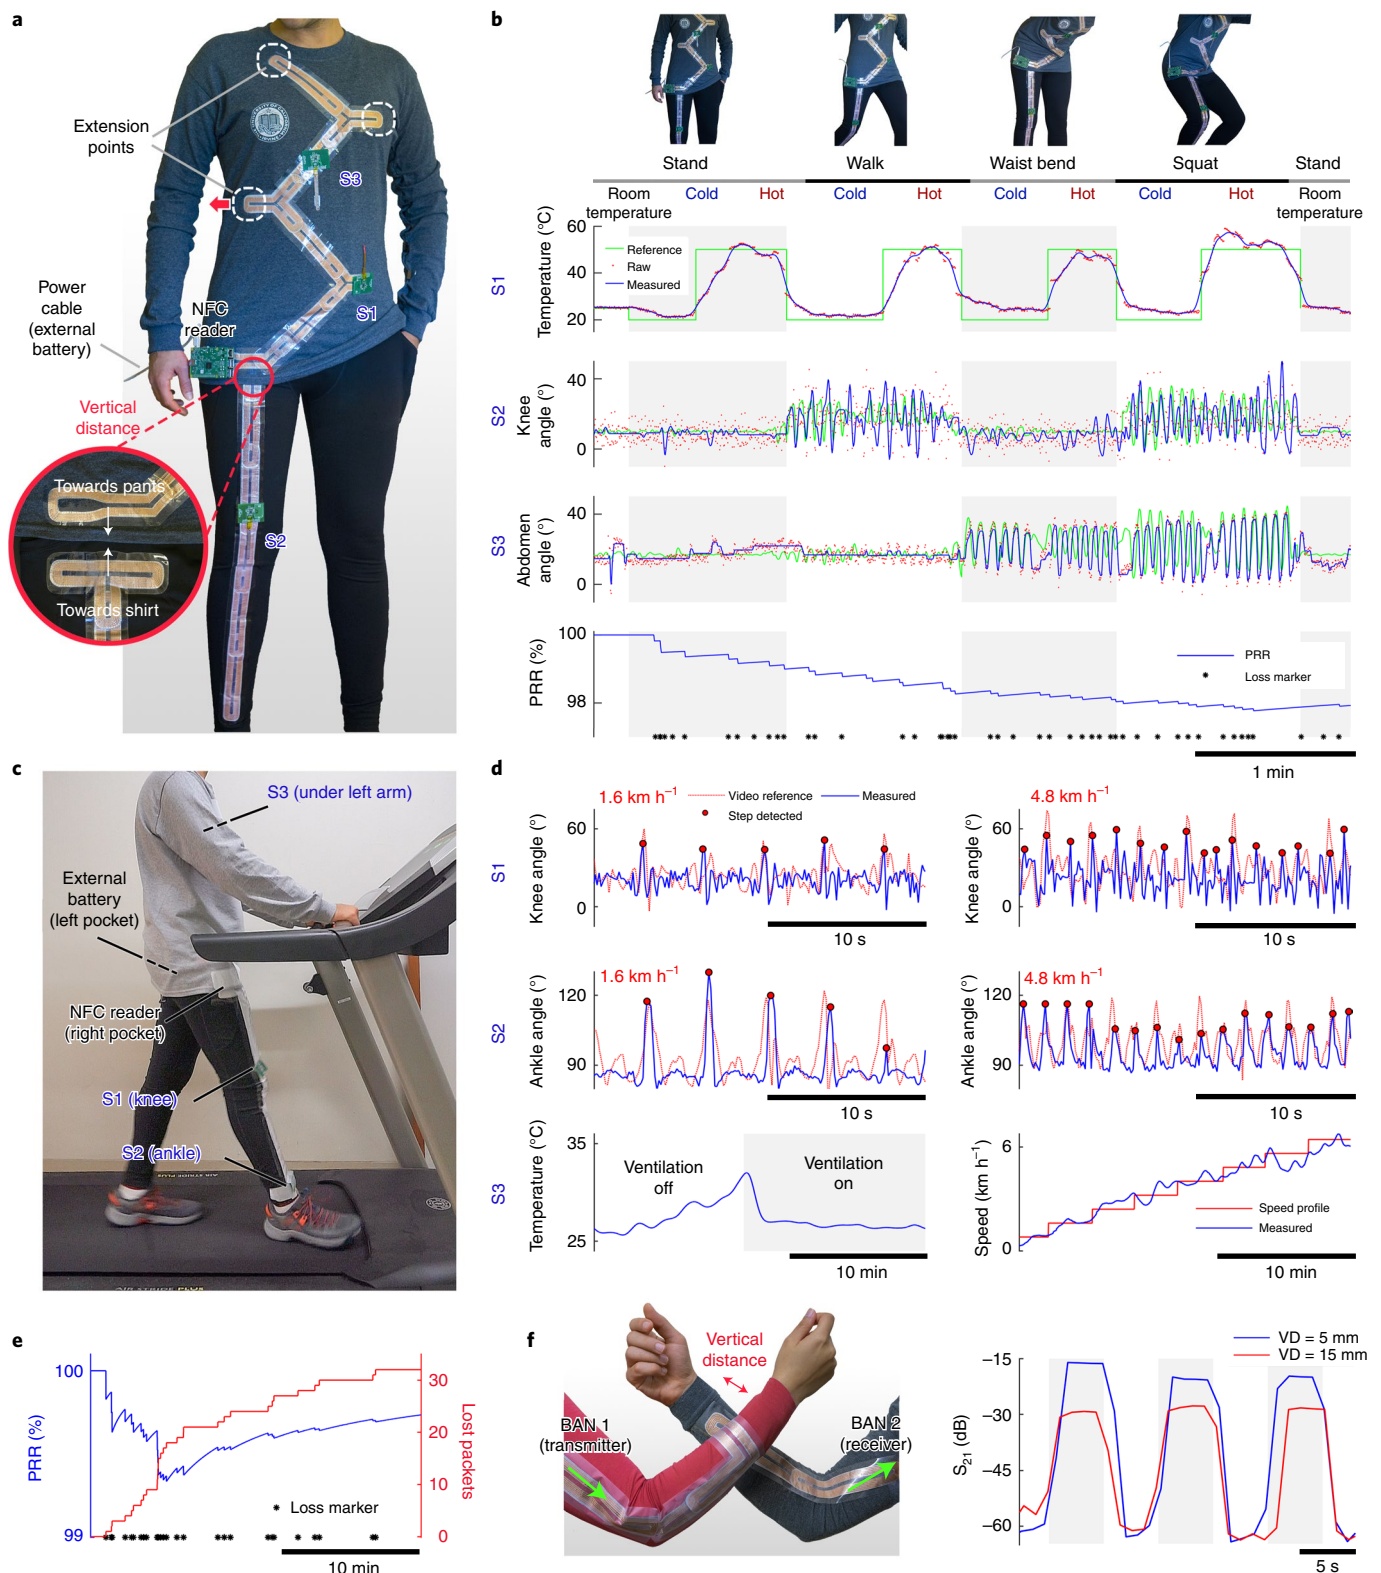 a
Extension
points
S3
Power
cable
(external
battery)
NFC
reader
S1
Vertical
distance
Towards pants
Towards shirt
S2
b
Stand
Walk
Waist bend
Squat
Stand
Room
temperature
Cold
Hot
Cold
Hot
Cold
Hot
Cold
Hot
Room
temperature
S1
Temperature (°C)
60
40
20
Reference
Raw
Measured
S2
Knee
angle (°)
40
0
S3
Abdomen
angle (°)
40
0
PRR (%)
100
98
PRR
Loss marker
1 min
c
S3 (under left arm)
External
battery
(left pocket)
NFC reader
(right pocket)
S1 (knee)
S2 (ankle)
d
S1
Knee angle (°)
60
0
1.6 km h⁻¹
Video reference
Measured
Step detected
10 s
Knee angle (°)
60
0
4.8 km h⁻¹
10 s
S2
Ankle angle (°)
120
90
1.6 km h⁻¹
10 s
Ankle angle (°)
120
90
4.8 km h⁻¹
10 s
S3
Temperature (°C)
35
25
Ventilation
off
Ventilation
on
10 min
Speed (km h⁻¹)
6
0
Speed profile
Measured
10 min
e
PRR (%)
100
99
Lost packets
30
20
10
0
Loss marker
10 min
f
Vertical
distance
BAN 1
(transmitter)
BAN 2
(receiver)
VD = 5 mm
VD = 15 mm
S₂₁ (dB)
−15
−30
−45
−60
5 s